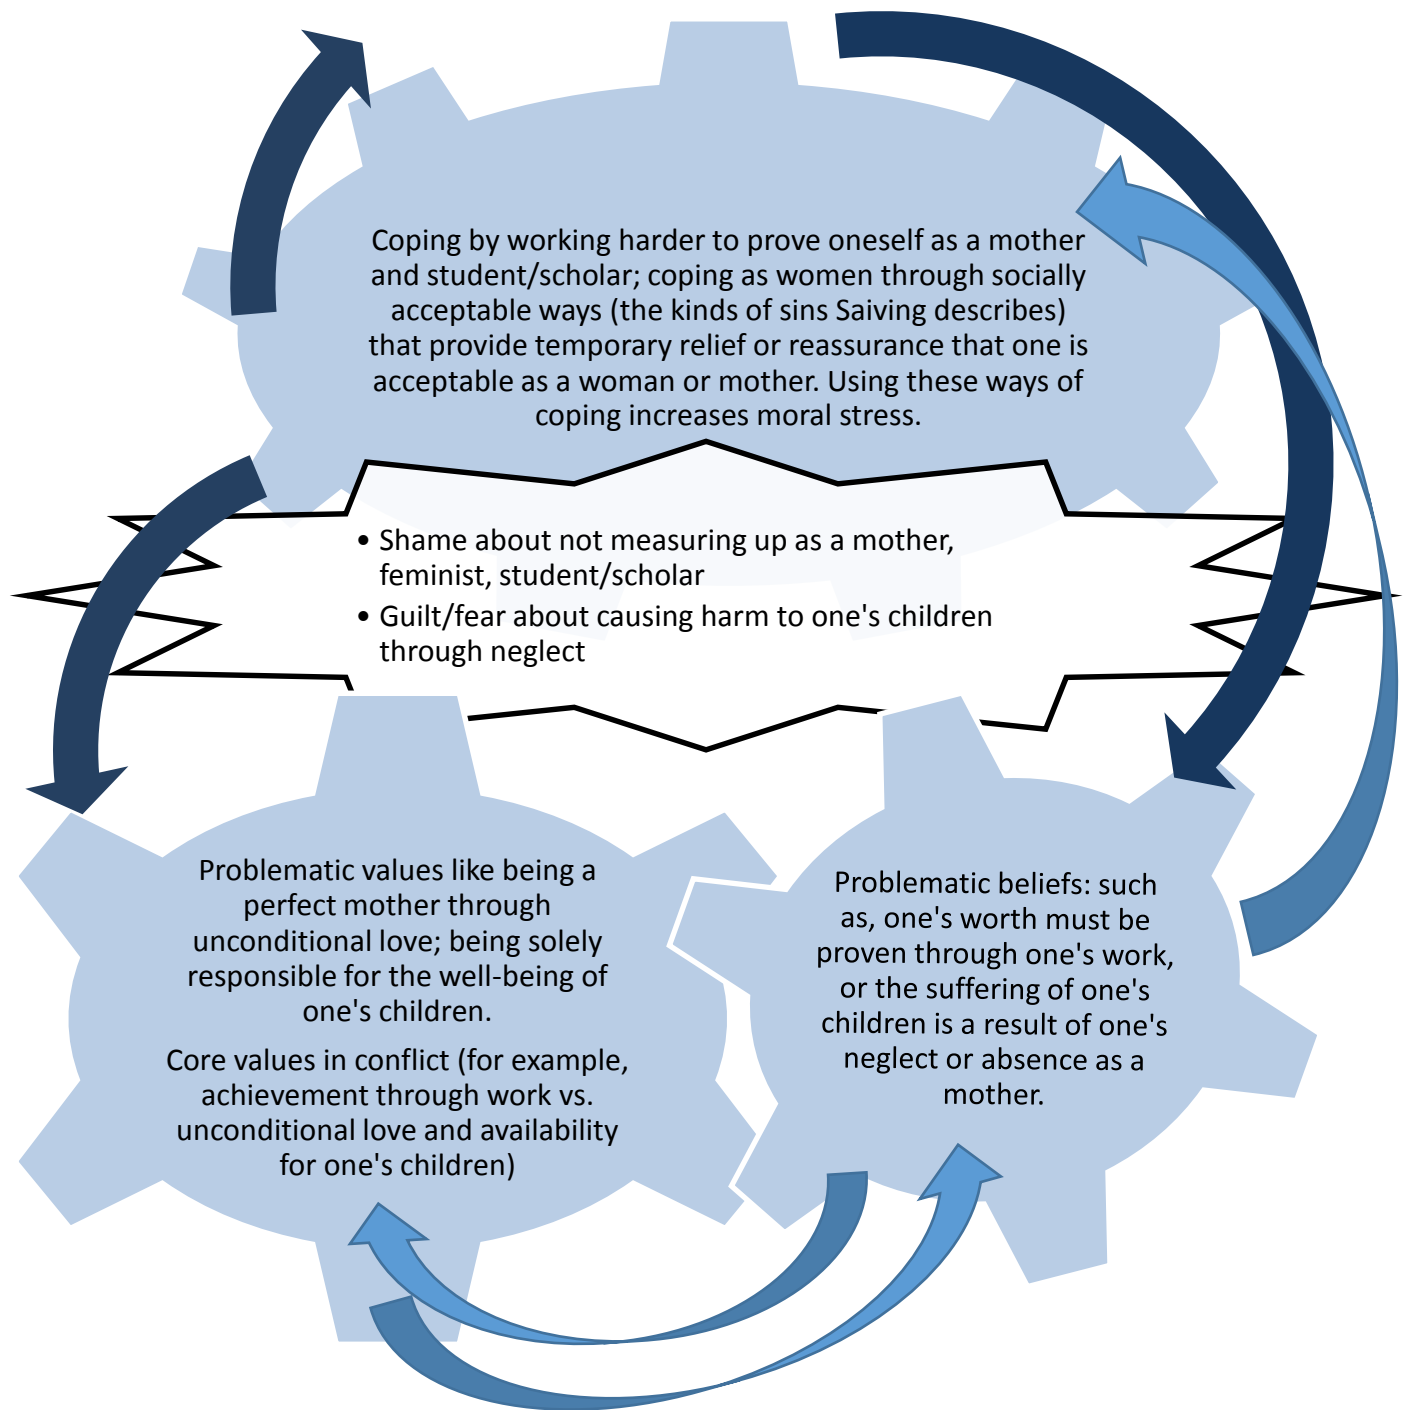 Coping by working harder to prove oneself as a mother
and student/scholar; coping as women through socially
acceptable ways (the kinds of sins Saiving describes)
that provide temporary relief or reassurance that one is
acceptable as a woman or mother. Using these ways of
coping increases moral stress.
• Shame about not measuring up as a mother,
feminist, student/scholar
• Guilt/fear about causing harm to one's children
through neglect
Problematic values like being a
perfect mother through
unconditional love; being solely
responsible for the well-being of
one's children.
Core values in conflict (for example,
achievement through work vs.
unconditional love and availability
for one's children)
Problematic beliefs: such
as, one's worth must be
proven through one's work,
or the suffering of one's
children is a result of one's
neglect or absence as a
mother.